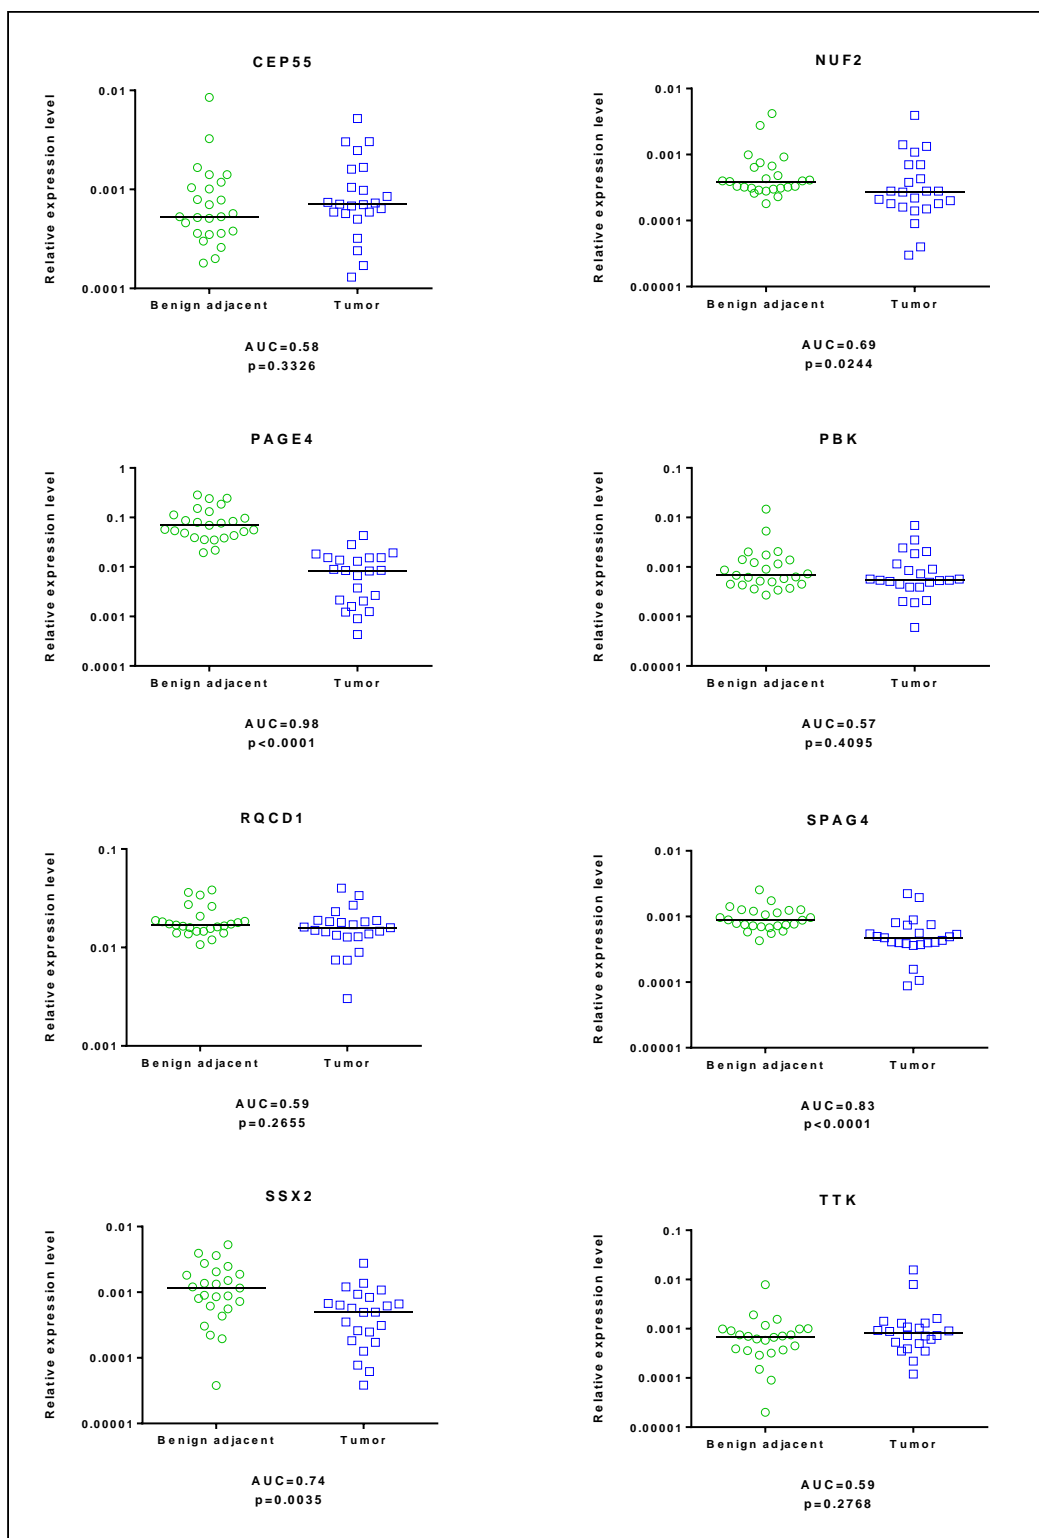 CEP55
Relative expression level
0.01
0.001
0.0001
Benign adjacent
Tumor
AUC=0.58
p=0.3326
NUF2
Relative expression level
0.01
0.001
0.0001
0.00001
Benign adjacent
Tumor
AUC=0.69
p=0.0244
PAGE4
Relative expression level
1
0.1
0.01
0.001
0.0001
Benign adjacent
Tumor
AUC=0.98
p<0.0001
PBK
Relative expression level
0.1
0.01
0.001
0.0001
0.00001
Benign adjacent
Tumor
AUC=0.57
p=0.4095
RQCD1
Relative expression level
0.1
0.01
0.001
Benign adjacent
Tumor
AUC=0.59
p=0.2655
SPAG4
Relative expression level
0.01
0.001
0.0001
0.00001
Benign adjacent
Tumor
AUC=0.83
p<0.0001
SSX2
Relative expression level
0.01
0.001
0.0001
0.00001
Benign adjacent
Tumor
AUC=0.74
p=0.0035
TTK
Relative expression level
0.1
0.01
0.001
0.0001
0.00001
Benign adjacent
Tumor
AUC=0.59
p=0.2768